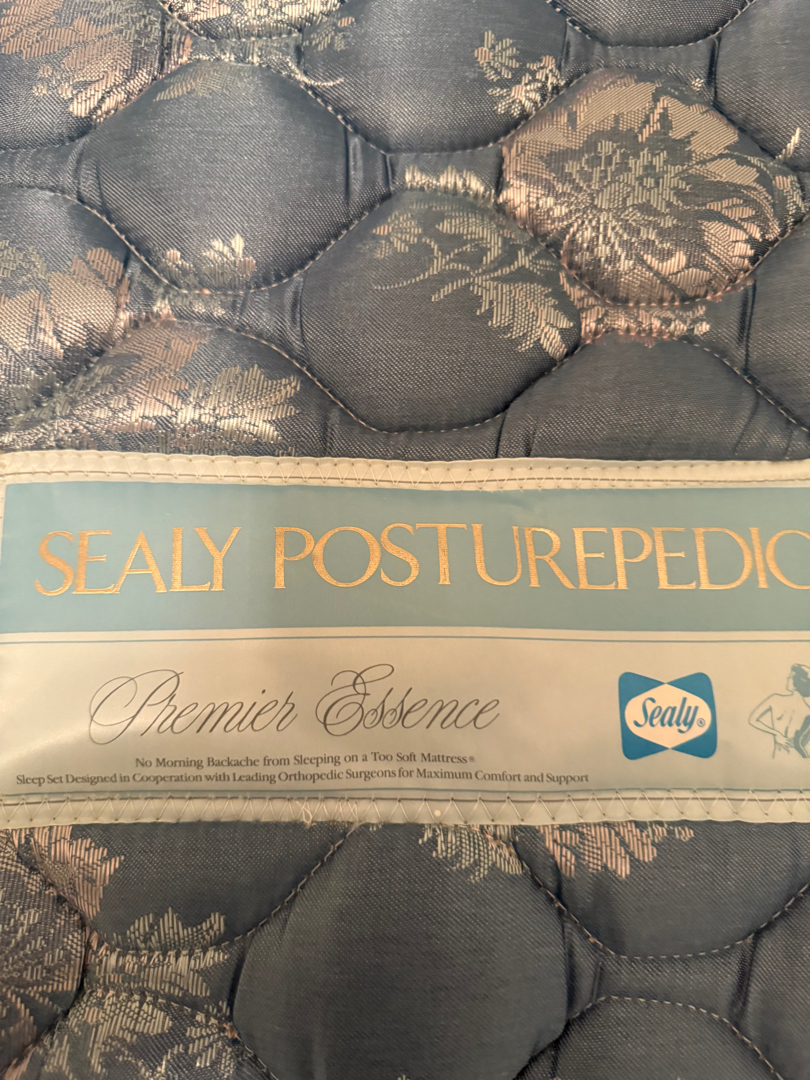 SEALY POSTUREPEDIC
Premier Essence
Sealy®
No Morning Backache from Sleeping on a Too Soft Mattress®
Sleep Set Designed in Cooperation with Leading Orthopedic Surgeons for Maximum Comfort and Support